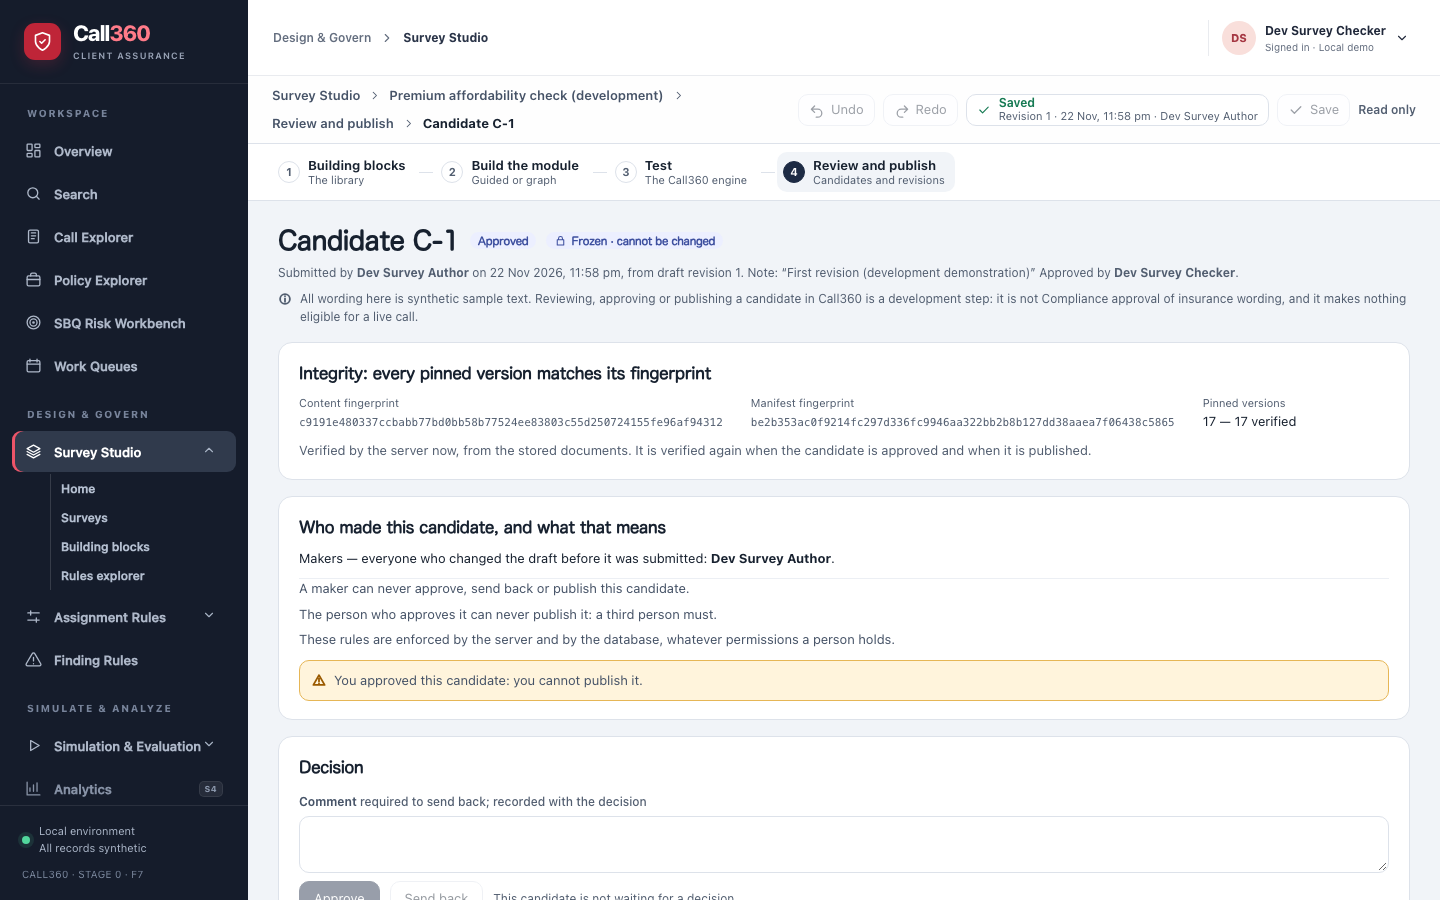 Call360
CLIENT ASSURANCE
WORKSPACE
Overview
Search
Call Explorer
Policy Explorer
SBQ Risk Workbench
Work Queues
DESIGN & GOVERN
Survey Studio
Home
Surveys
Building blocks
Rules explorer
Assignment Rules
Finding Rules
SIMULATE & ANALYZE
Simulation & Evaluation
Analytics S4
Local environment
All records synthetic
CALL360 · STAGE 0 · F7
Design & Govern > Survey Studio
DS
Dev Survey Checker
Signed in · Local demo
Survey Studio > Premium affordability check (development) >
Review and publish > Candidate C-1
Undo
Redo
Saved
Revision 1 · 22 Nov, 11:58 pm · Dev Survey Author
Save
Read only
1 Building blocks
The library
2 Build the module
Guided or graph
3 Test
The Call360 engine
4 Review and publish
Candidates and revisions
Candidate C-1 Approved Frozen · cannot be changed
Submitted by Dev Survey Author on 22 Nov 2026, 11:58 pm, from draft revision 1. Note: “First revision (development demonstration)” Approved by Dev Survey Checker.
All wording here is synthetic sample text. Reviewing, approving or publishing a candidate in Call360 is a development step: it is not Compliance approval of insurance wording, and it makes nothing
eligible for a live call.
Integrity: every pinned version matches its fingerprint
Content fingerprint
c9191e480337ccbabb77bd0bb58b77524ee83803c55d250724155fe96af94312
Manifest fingerprint
be2b353ac0f9214fc297d336fc9946aa322bb2b8b127dd38aaea7f06438c5865
Pinned versions
17 — 17 verified
Verified by the server now, from the stored documents. It is verified again when the candidate is approved and when it is published.
Who made this candidate, and what that means
Makers — everyone who changed the draft before it was submitted: Dev Survey Author.
A maker can never approve, send back or publish this candidate.
The person who approves it can never publish it: a third person must.
These rules are enforced by the server and by the database, whatever permissions a person holds.
You approved this candidate: you cannot publish it.
Decision
Comment required to send back; recorded with the decision
Approve
Send back
This candidate is not waiting for a decision